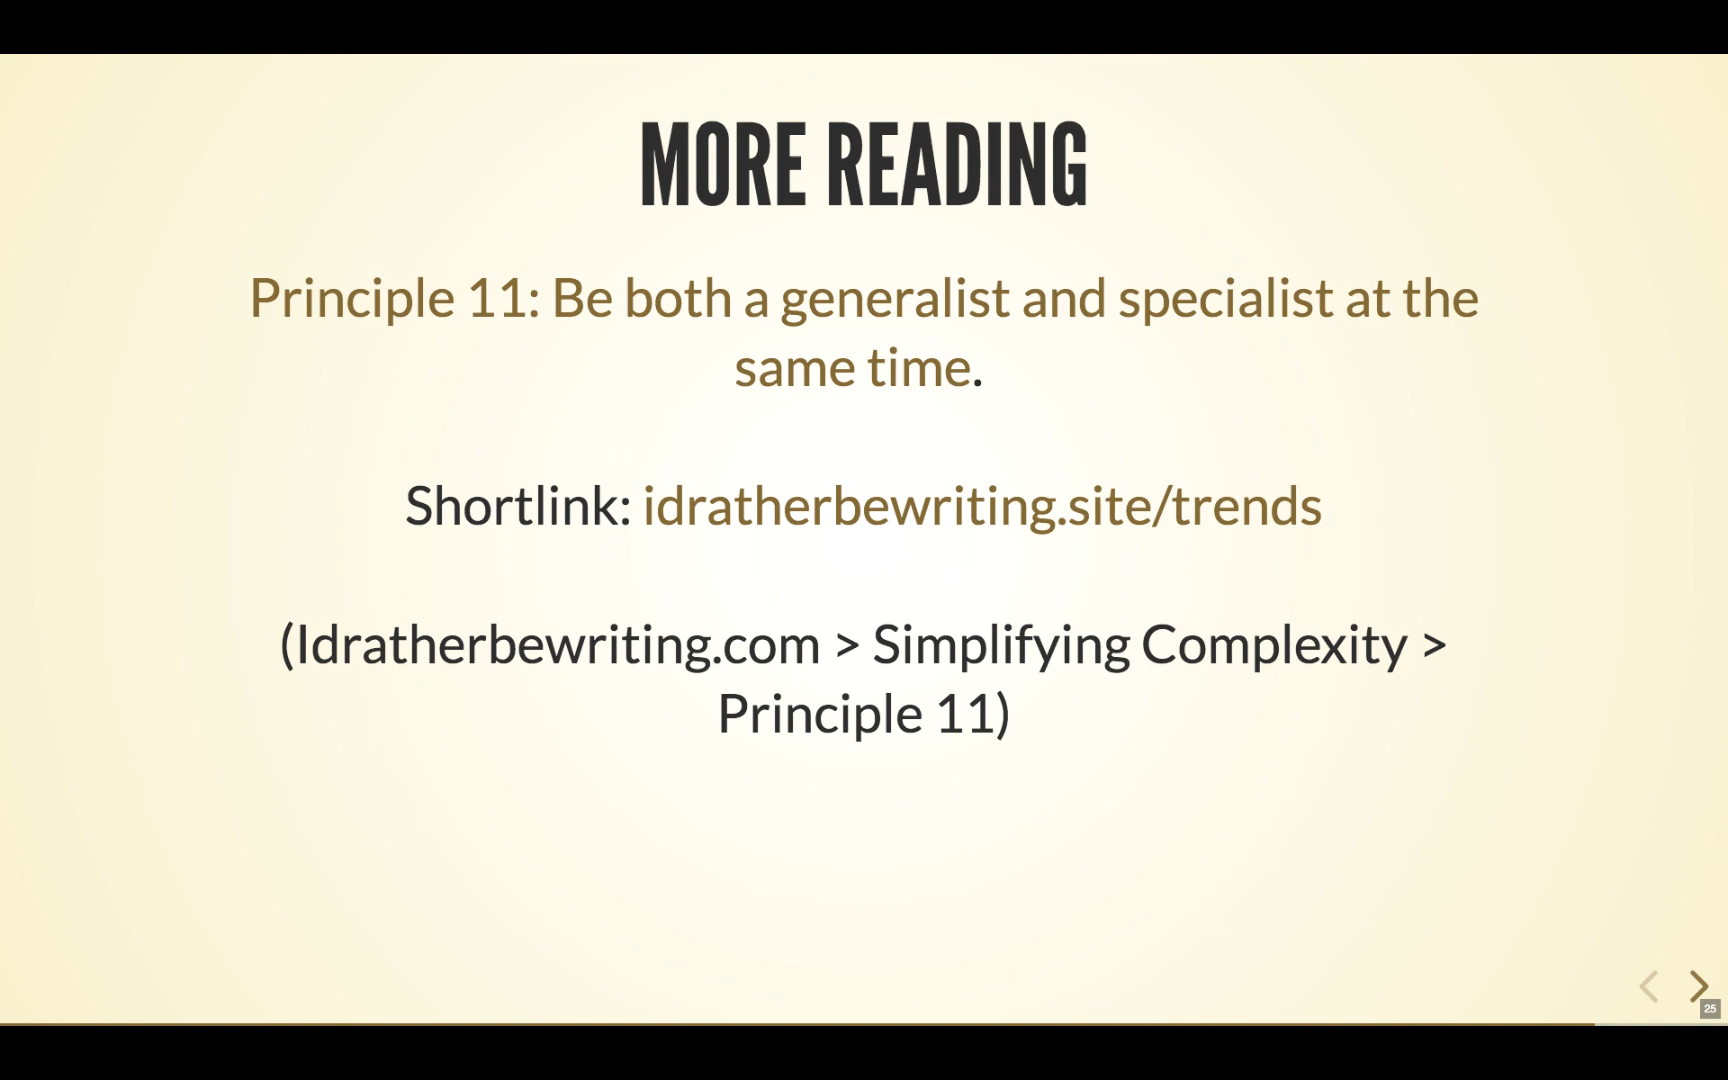 MORE READING
Principle 11: Be both a generalist and specialist at the
same time.
Shortlink: idratherbewriting.site/trends
(Idratherbewriting.com > Simplifying Complexity >
Principle 11)
25